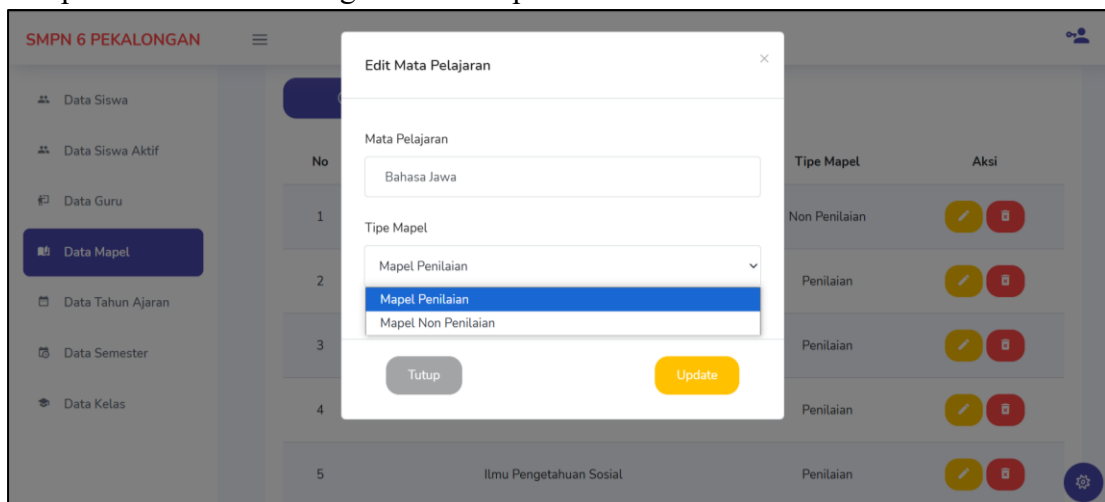 SMPN 6 PEKALONGAN
Edit Mata Pelajaran
×
Data Siswa
Data Siswa Aktif
Data Guru
Data Mapel
Data Tahun Ajaran
Data Semester
Data Kelas
Mata Pelajaran
Bahasa Jawa
Tipe Mapel
Mapel Penilaian
Mapel Penilaian
Mapel Non Penilaian
Tutup
Update
No
Tipe Mapel
Aksi
1
Non Penilaian
2
Penilaian
3
Penilaian
4
Penilaian
5
Ilmu Pengetahuan Sosial
Penilaian